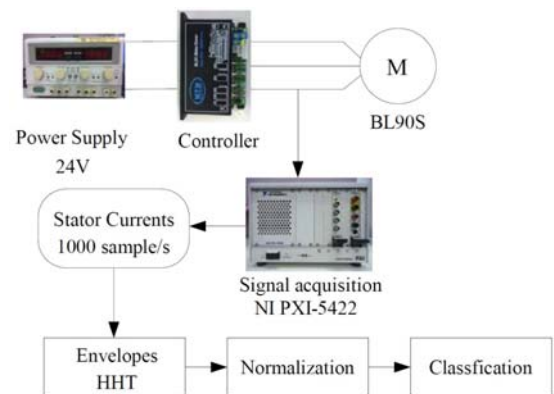 M
BL90S
Power Supply
24V
Controller
Stator Currents
1000 sample/s
Signal acquisition
NI PXI-5422
Envelopes
HHT
Normalization
Classfication